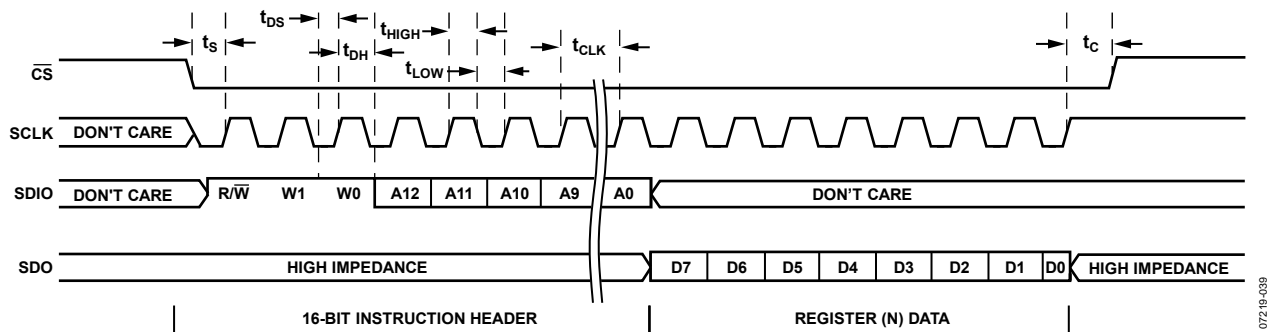 tDS
tHIGH
tCLK
tC
tS
tDH
tLOW
CS
SCLK DON'T CARE
SDIO DON'T CARE R/W W1 W0 A12 A11 A10 A9 A0 DON'T CARE
SDO HIGH IMPEDANCE D7 D6 D5 D4 D3 D2 D1 D0 HIGH IMPEDANCE
16-BIT INSTRUCTION HEADER REGISTER (N) DATA
07219-039